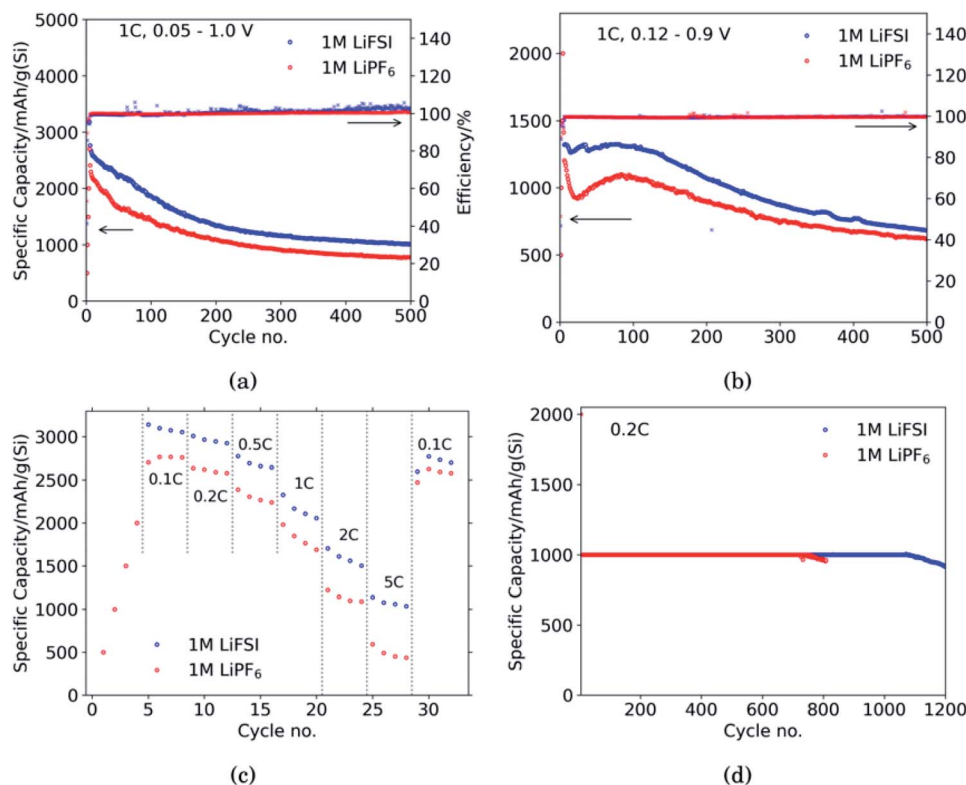 1C, 0.05 - 1.0 V
1M LiFSI
1M LiPF₆
Specific Capacity/mAh/g(Si)
5000
4000
3000
2000
1000
0
140
120
100
80
60
40
20
0
Efficiency/%
0 100 200 300 400 500
Cycle no.
(a)
1C, 0.12 - 0.9 V
1M LiFSI
1M LiPF₆
2000
1500
1000
500
0
140
120
100
80
60
40
20
0
0 100 200 300 400 500
(b)
Specific Capacity/mAh/g(Si)
3000
2500
2000
1500
1000
500
0
0.1C
0.2C
0.5C
1C
2C
5C
0.1C
1M LiFSI
1M LiPF₆
0 5 10 15 20 25 30
Cycle no.
(c)
0.2C
1M LiFSI
1M LiPF₆
Specific Capacity/mAh/g(Si)
2000
1500
1000
500
0
200 400 600 800 1000 1200
Cycle no.
(d)